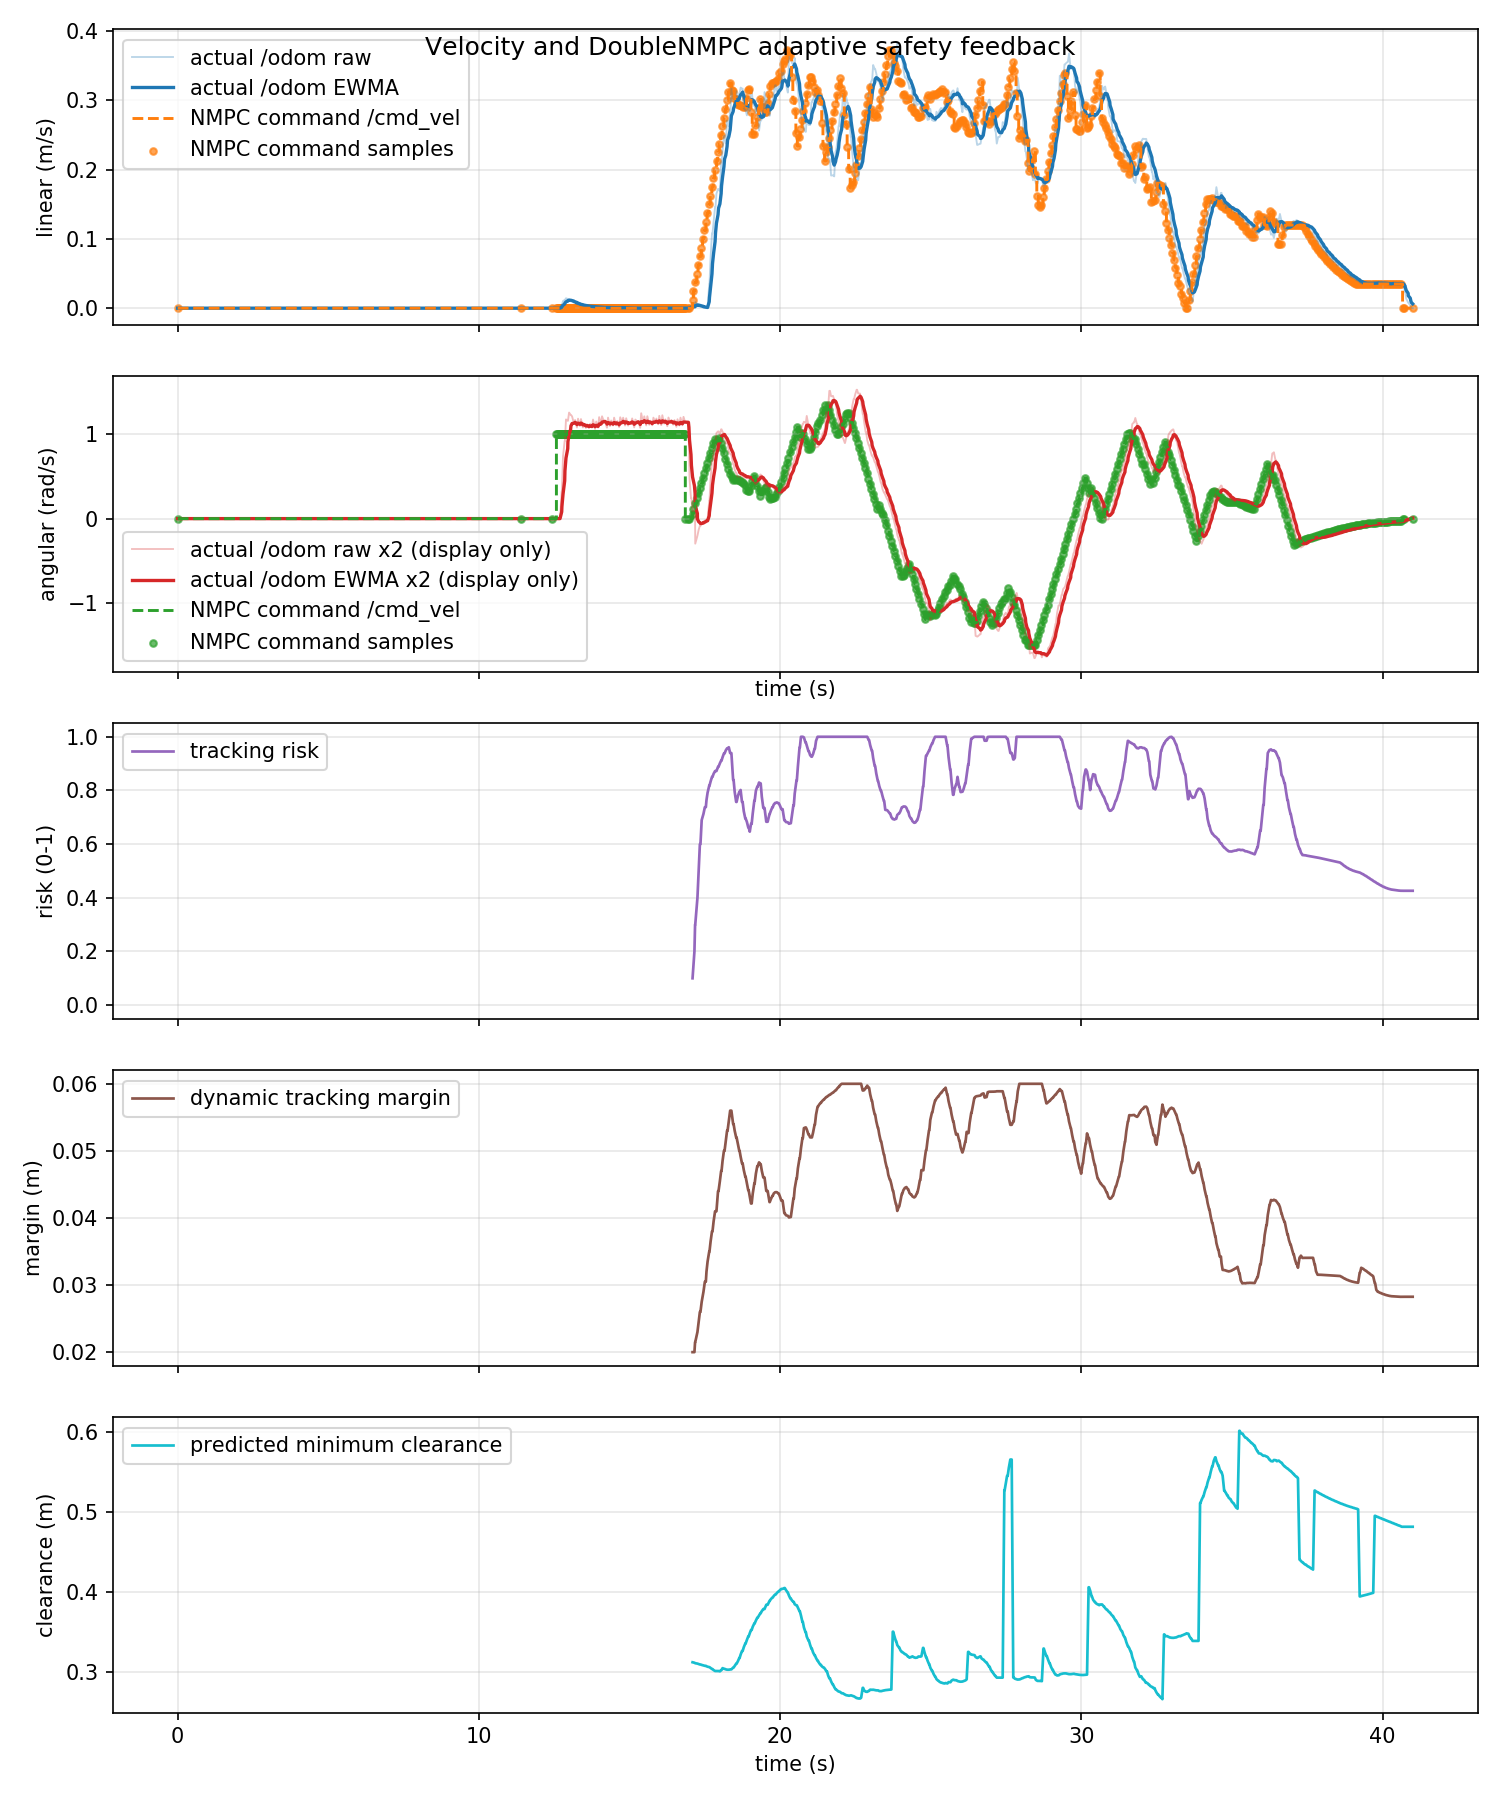 Velocity and DoubleNMPC adaptive safety feedback
0.4
0.3
0.2
0.1
0.0
linear (m/s)
actual /odom raw
actual /odom EWMA
NMPC command /cmd_vel
NMPC command samples
1
0
−1
angular (rad/s)
actual /odom raw x2 (display only)
actual /odom EWMA x2 (display only)
NMPC command /cmd_vel
NMPC command samples
time (s)
1.0
0.8
0.6
0.4
0.2
0.0
risk (0-1)
tracking risk
0.06
0.05
0.04
0.03
0.02
margin (m)
dynamic tracking margin
0.6
0.5
0.4
0.3
clearance (m)
predicted minimum clearance
0 10 20 30 40
time (s)